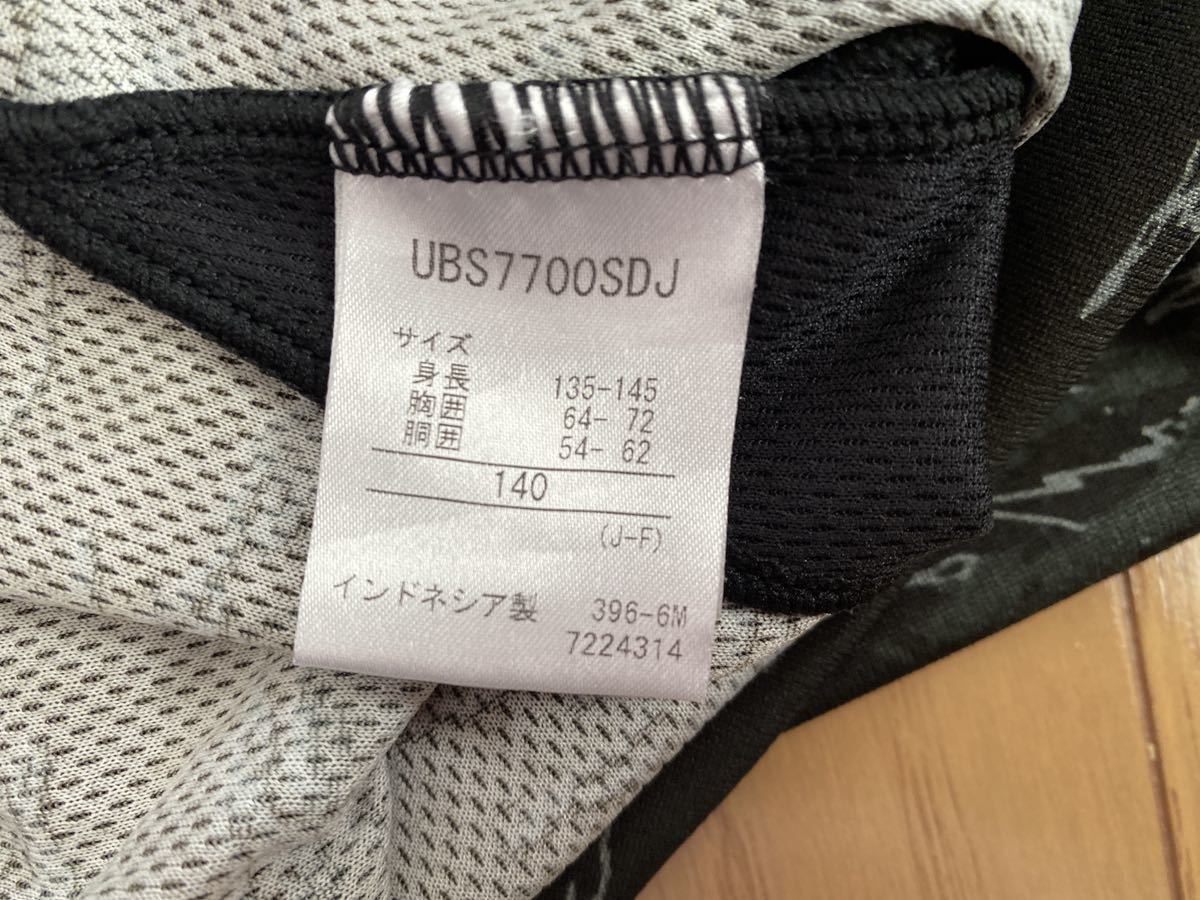 UBS7700SDJ
サイズ
身長 135-145
胸囲 64- 72
胴囲 54- 62
140
(J-F)
インドネシア製 396-6M
7224314